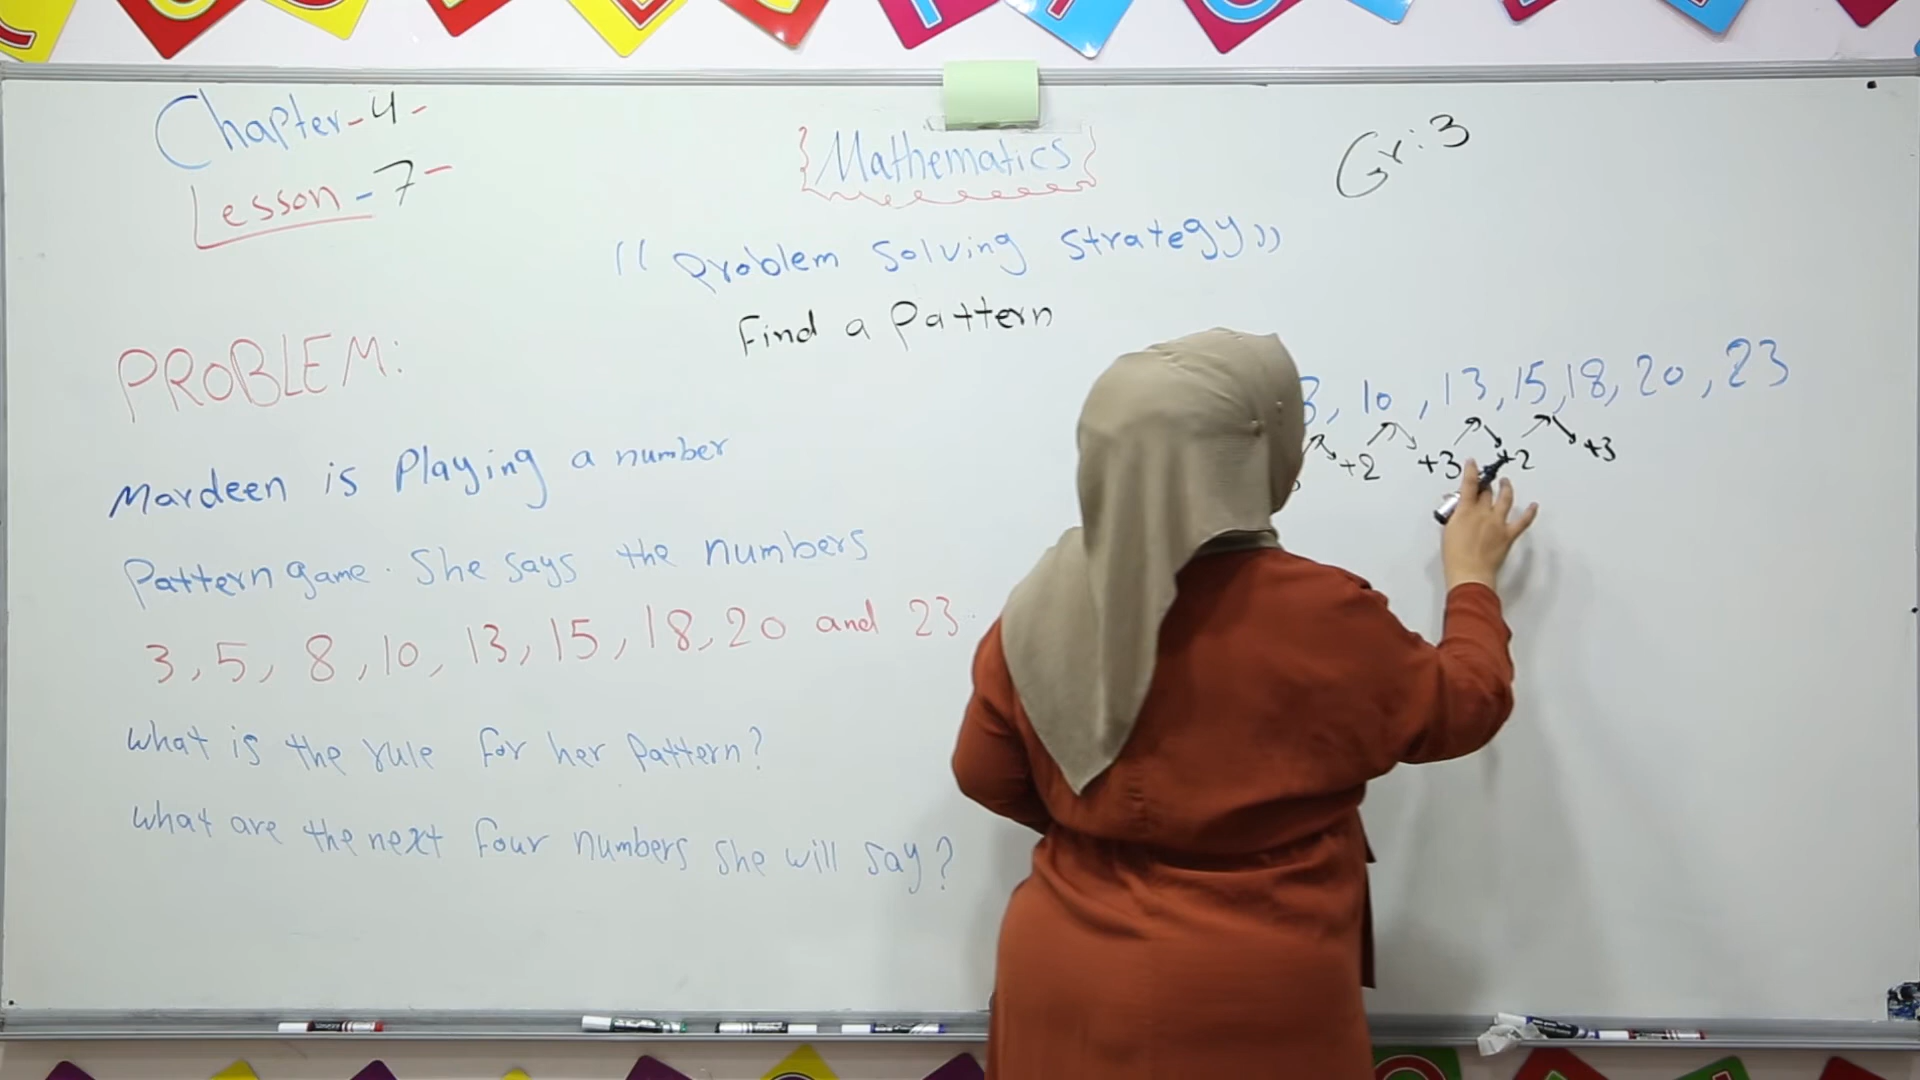 Chapter-4-
Lesson-7-
Mathematics
Gr:3
(( Problem Solving Strategy ))
Find a Pattern
PROBLEM:
Mardeen is Playing a number
Pattern game. She says the numbers
3, 5, 8, 10, 13, 15, 18, 20 and 23.
what is the rule for her Pattern?
what are the next four numbers she will say?
8, 10, 13, 15, 18, 20, 23
+2 +3 +2 +3